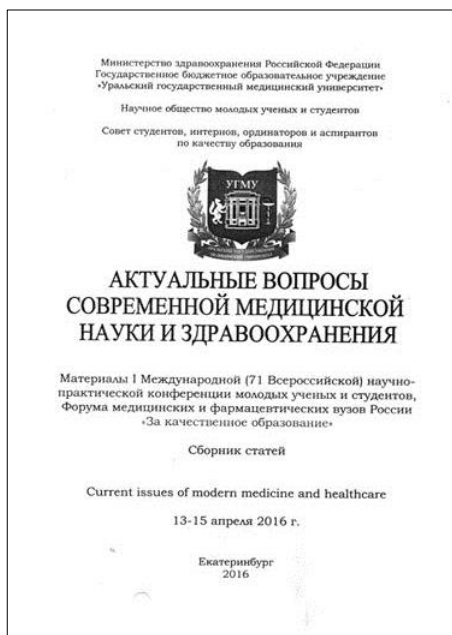 Министерство здравоохранения Российской Федерации
Государственное бюджетное образовательное учреждение
«Уральский государственный медицинский университет»
Научное общество молодых ученых и студентов
Совет студентов, интернов, ординаторов и аспирантов
по качеству образования
УГМУ
АКТУАЛЬНЫЕ ВОПРОСЫ
СОВРЕМЕННОЙ МЕДИЦИНСКОЙ
НАУКИ И ЗДРАВООХРАНЕНИЯ
Материалы I Международной (71 Всероссийской) научно-
практической конференции молодых ученых и студентов,
Форума медицинских и фармацевтических вузов России
«За качественное образование»
Сборник статей
Current issues of modern medicine and healthcare
13-15 апреля 2016 г.
Екатеринбург
2016